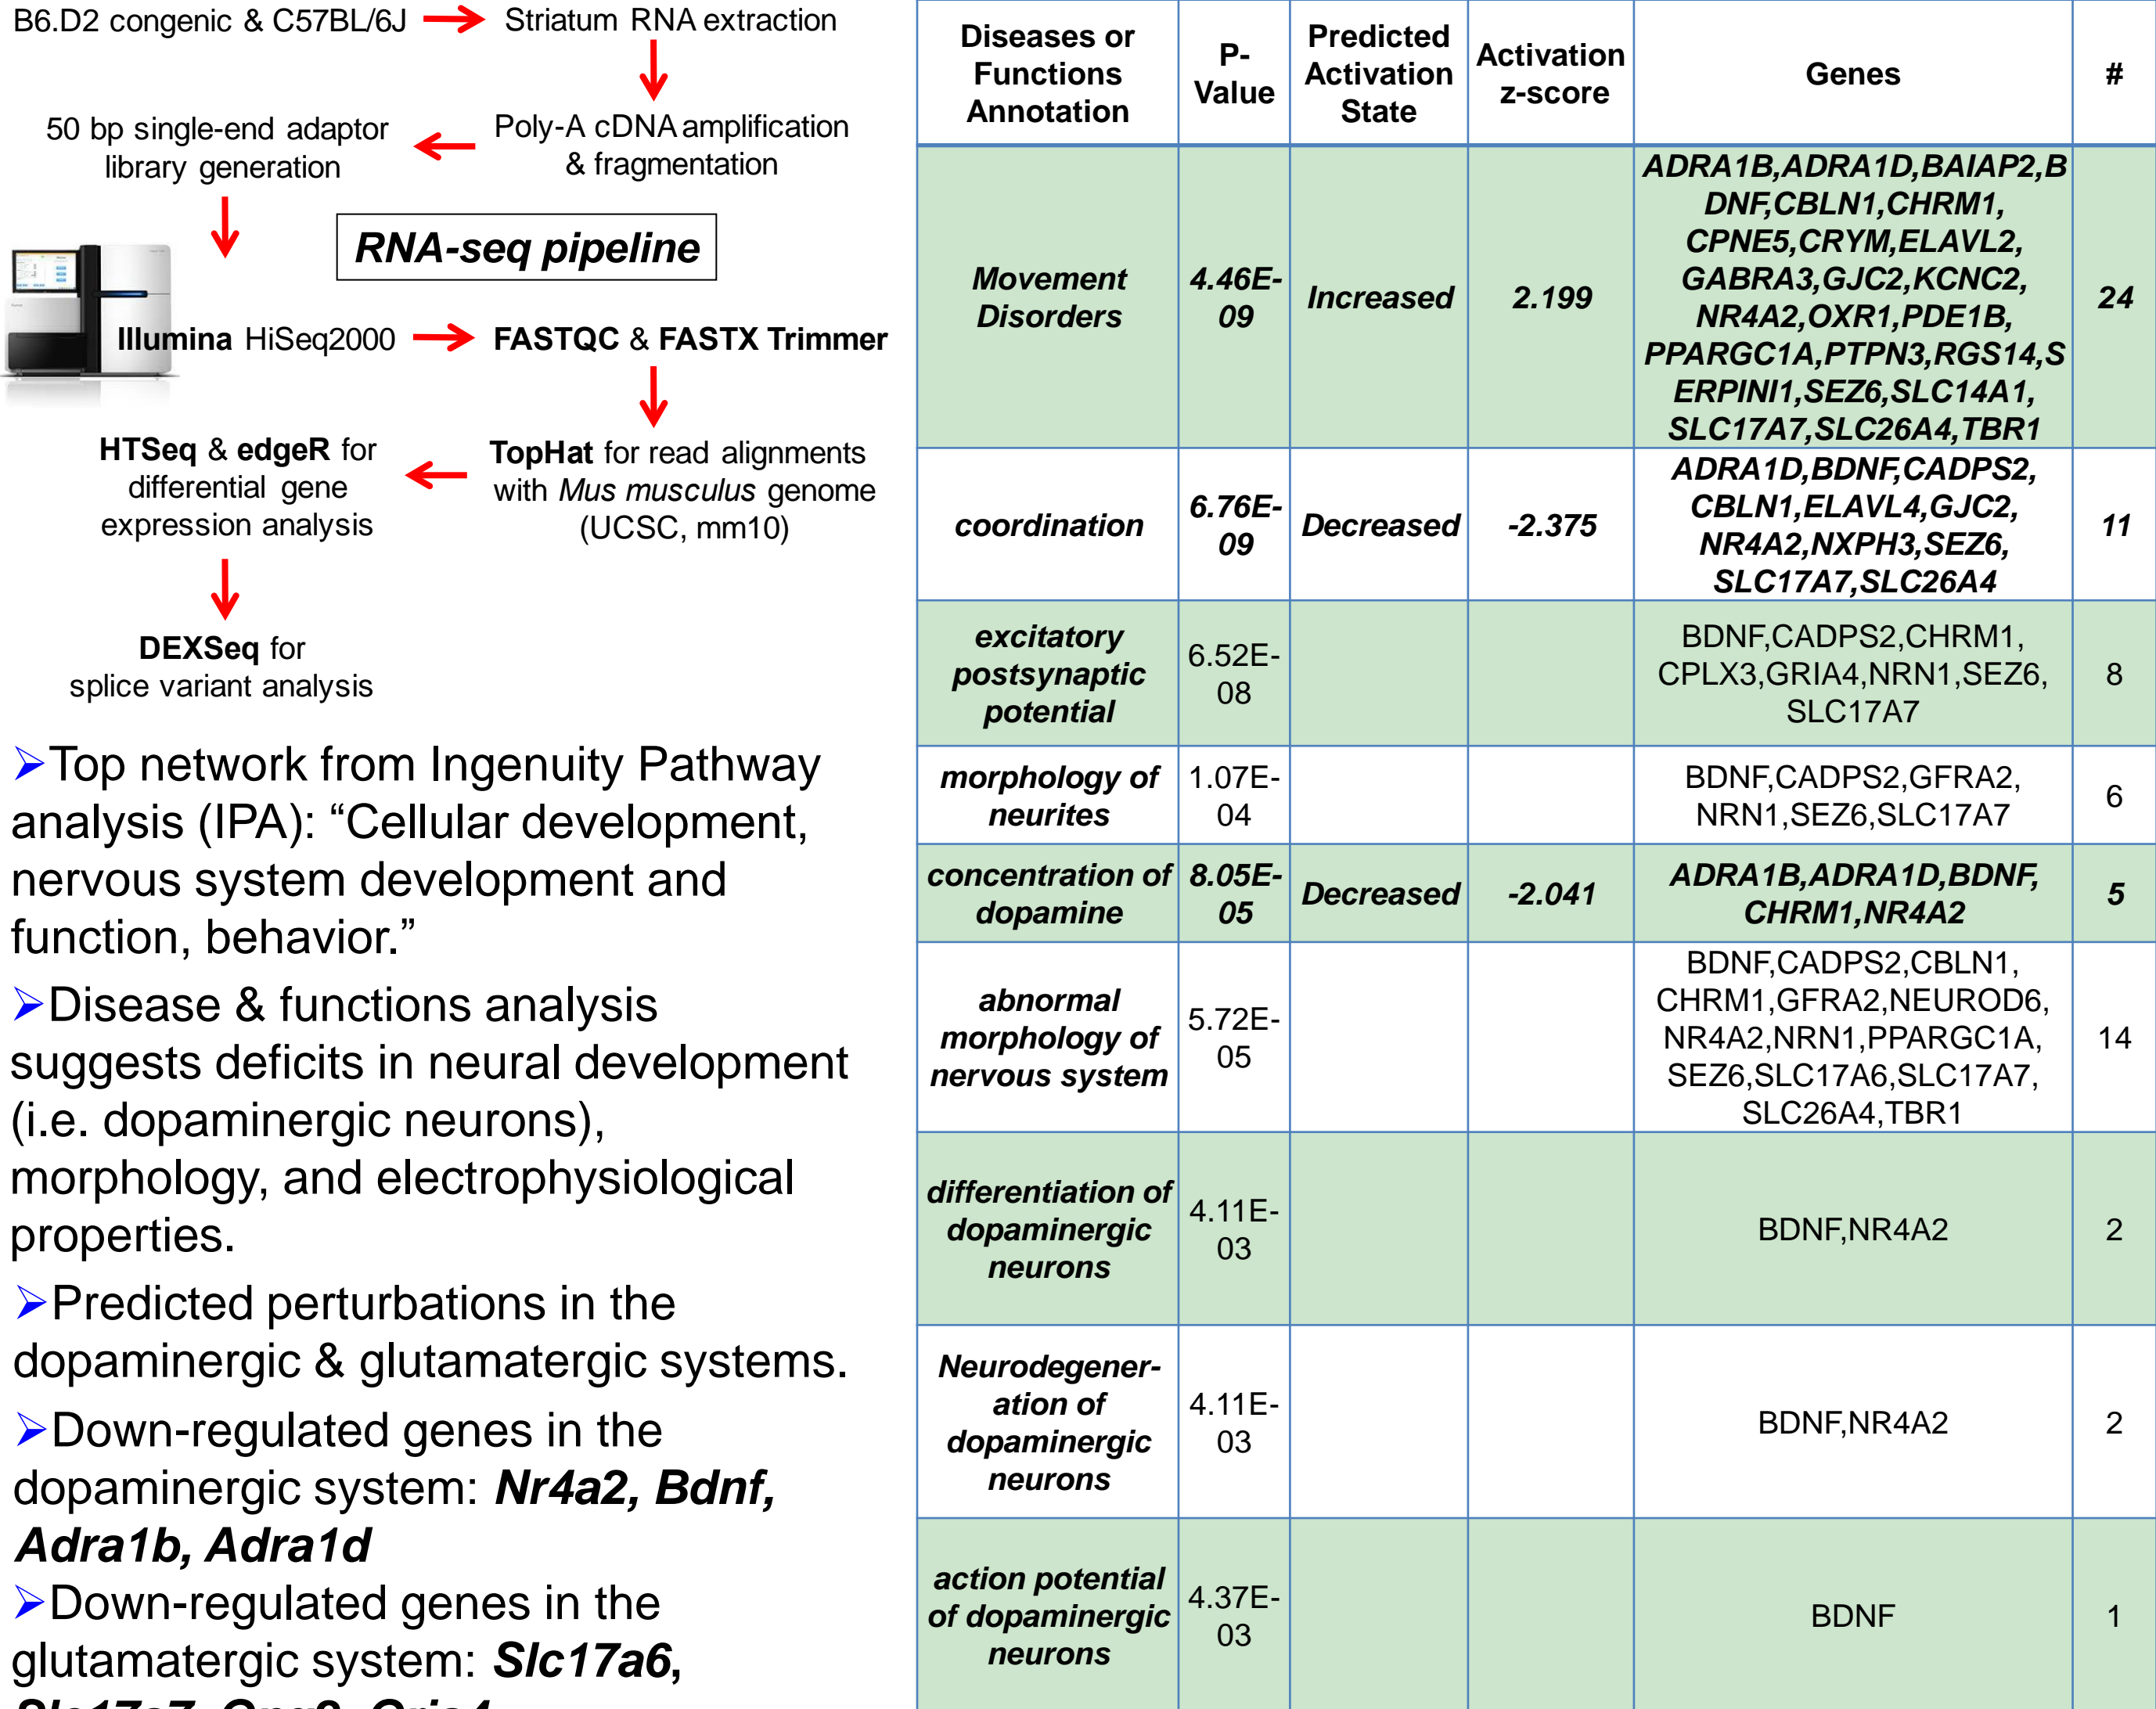 B6.D2 congenic & C57BL/6J
Striatum RNA extraction
50 bp single-end adaptor
library generation
Poly-A cDNA amplification
& fragmentation
RNA-seq pipeline
Illumina HiSeq2000
FASTQC & FASTX Trimmer
HTSeq & edgeR for
differential gene
expression analysis
TopHat for read alignments
with Mus musculus genome
(UCSC, mm10)
DEXSeq for
splice variant analysis
➢Top network from Ingenuity Pathway
analysis (IPA): “Cellular development,
nervous system development and
function, behavior.”
➢Disease & functions analysis
suggests deficits in neural development
(i.e. dopaminergic neurons),
morphology, and electrophysiological
properties.
➢Predicted perturbations in the
dopaminergic & glutamatergic systems.
➢Down-regulated genes in the
dopaminergic system: Nr4a2, Bdnf,
Adra1b, Adra1d
➢Down-regulated genes in the
glutamatergic system: Slc17a6,
Diseases or
Functions
Annotation
P-
Value
Predicted
Activation
State
Activation
z-score
Genes
#
Movement
Disorders
4.46E-
09
Increased
2.199
ADRA1B,ADRA1D,BAIAP2,B
DNF,CBLN1,CHRM1,
CPNE5,CRYM,ELAVL2,
GABRA3,GJC2,KCNC2,
NR4A2,OXR1,PDE1B,
PPARGC1A,PTPN3,RGS14,S
ERPINI1,SEZ6,SLC14A1,
SLC17A7,SLC26A4,TBR1
24
coordination
6.76E-
09
Decreased
-2.375
ADRA1D,BDNF,CADPS2,
CBLN1,ELAVL4,GJC2,
NR4A2,NXPH3,SEZ6,
SLC17A7,SLC26A4
11
excitatory
postsynaptic
potential
6.52E-
08
BDNF,CADPS2,CHRM1,
CPLX3,GRIA4,NRN1,SEZ6,
SLC17A7
8
morphology of
neurites
1.07E-
04
BDNF,CADPS2,GFRA2,
NRN1,SEZ6,SLC17A7
6
concentration of
dopamine
8.05E-
05
Decreased
-2.041
ADRA1B,ADRA1D,BDNF,
CHRM1,NR4A2
5
abnormal
morphology of
nervous system
5.72E-
05
BDNF,CADPS2,CBLN1,
CHRM1,GFRA2,NEUROD6,
NR4A2,NRN1,PPARGC1A,
SEZ6,SLC17A6,SLC17A7,
SLC26A4,TBR1
14
differentiation of
dopaminergic
neurons
4.11E-
03
BDNF,NR4A2
2
Neurodegener-
ation of
dopaminergic
neurons
4.11E-
03
BDNF,NR4A2
2
action potential
of dopaminergic
neurons
4.37E-
03
BDNF
1